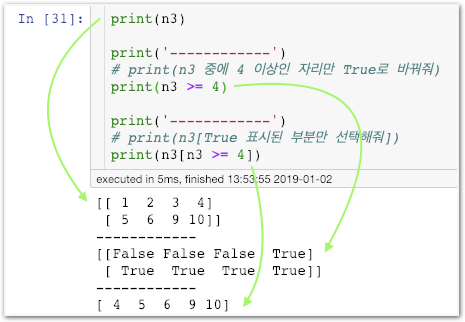 In [31]: print(n3)
print('------------')
# print(n3 중에 4 이상인 자리만 True로 바꿔줘)
print(n3 >= 4)
print('------------')
# print(n3[True 표시된 부분만 선택해줘])
print(n3[n3 >= 4])
executed in 5ms, finished 13:53:55 2019-01-02
[[ 1  2  3  4]
 [ 5  6  9 10]]
------------
[[False False False  True]
 [ True  True  True  True]]
------------
[ 4  5  6  9 10]